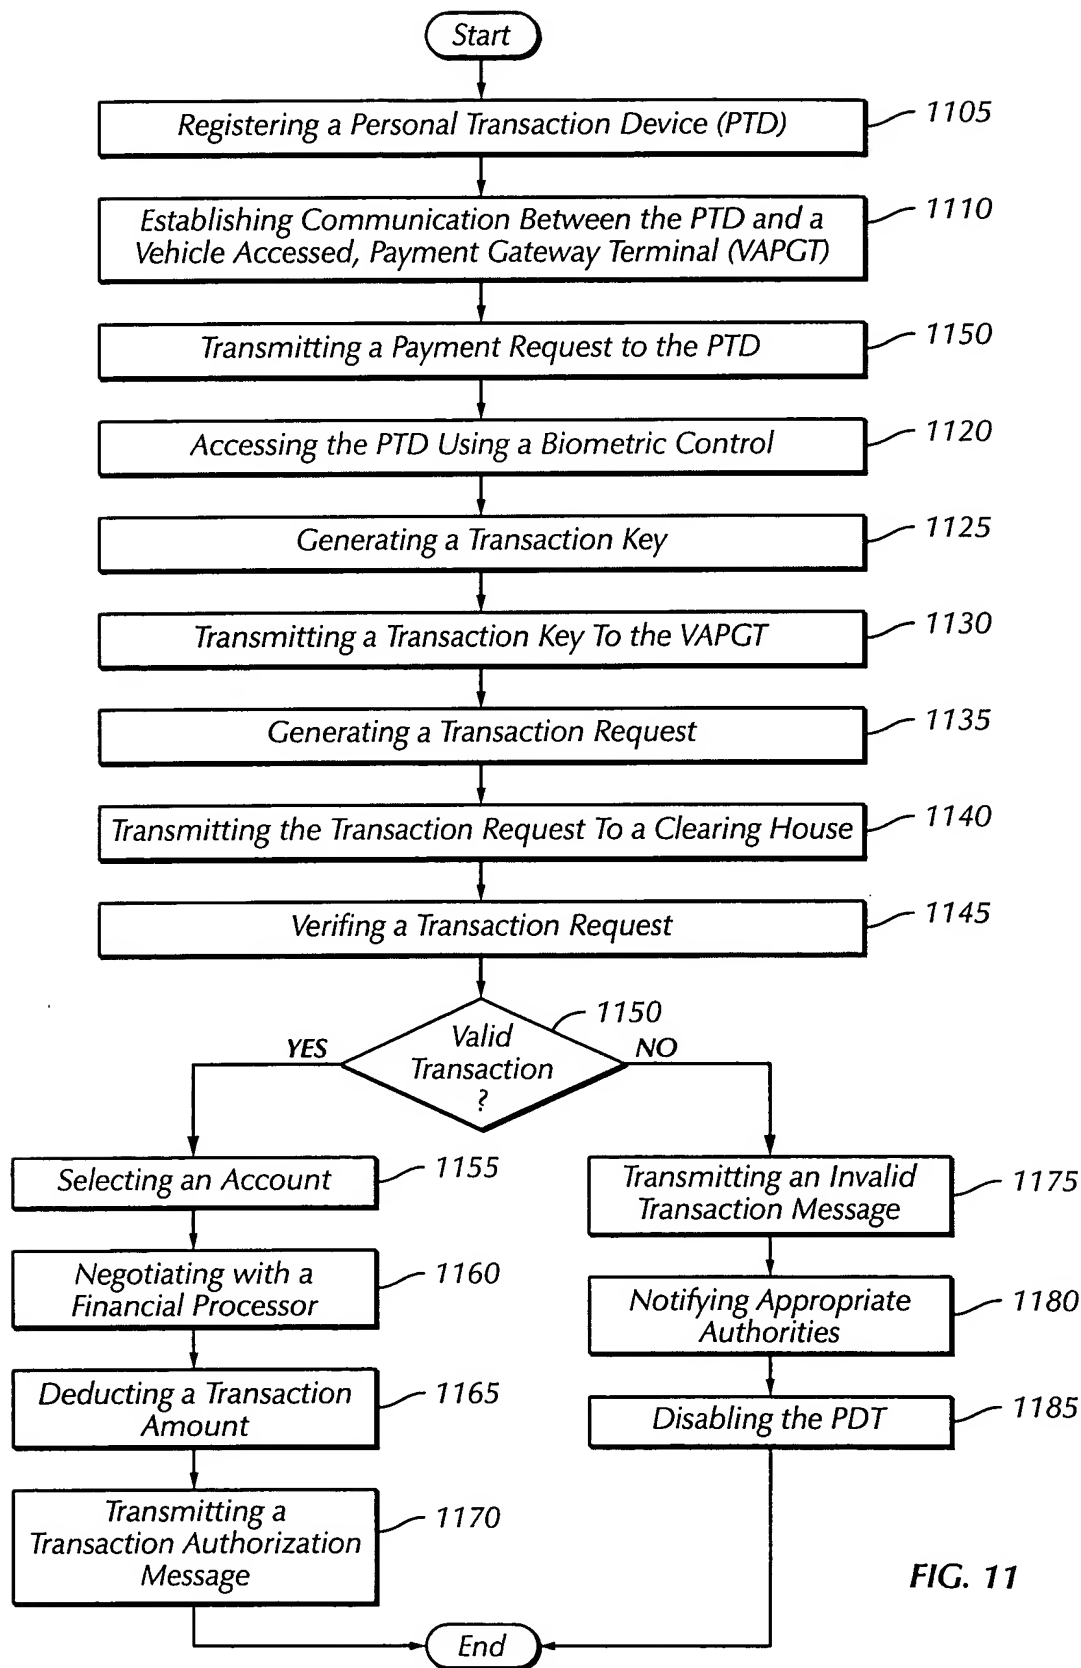 Start
Registering a Personal Transaction Device (PTD)
1105
Establishing Communication Between the PTD and a
Vehicle Accessed, Payment Gateway Terminal (VAPGT)
1110
Transmitting a Payment Request to the PTD
1150
Accessing the PTD Using a Biometric Control
1120
Generating a Transaction Key
1125
Transmitting a Transaction Key To the VAPGT
1130
Generating a Transaction Request
1135
Transmitting the Transaction Request To a Clearing House
1140
Verifing a Transaction Request
1145
Valid
Transaction
?
1150
YES
NO
Selecting an Account
1155
Negotiating with a
Financial Processor
1160
Deducting a Transaction
Amount
1165
Transmitting a
Transaction Authorization
Message
1170
Transmitting an Invalid
Transaction Message
1175
Notifying Appropriate
Authorities
1180
Disabling the PDT
1185
End
FIG. 11